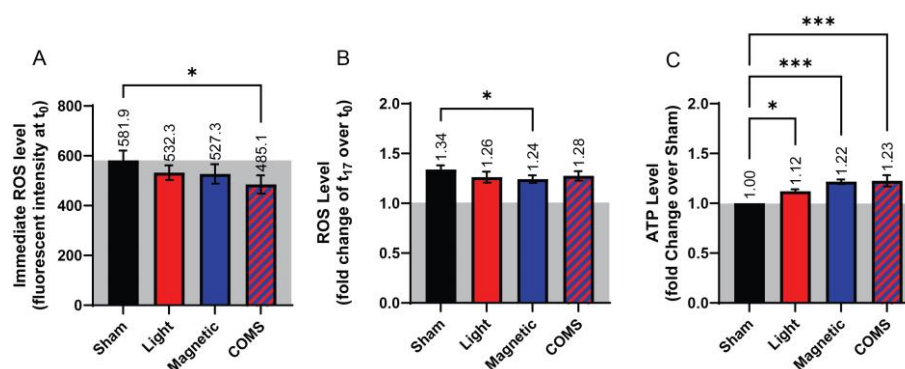 A
Immediate ROS level
(fluorescent intensity at t₀)
800
600
400
200
0
*
581.9
532.3
527.3
485.1
Sham
Light
Magnetic
COMS
B
ROS Level
(fold change of t₁₇ over t₀)
2.0
1.5
1.0
0.5
0.0
*
1.34
1.26
1.24
1.28
Sham
Light
Magnetic
COMS
C
ATP Level
(fold Change over Sham)
2.0
1.5
1.0
0.5
0.0
***
***
*
1.00
1.12
1.22
1.23
Sham
Light
Magnetic
COMS